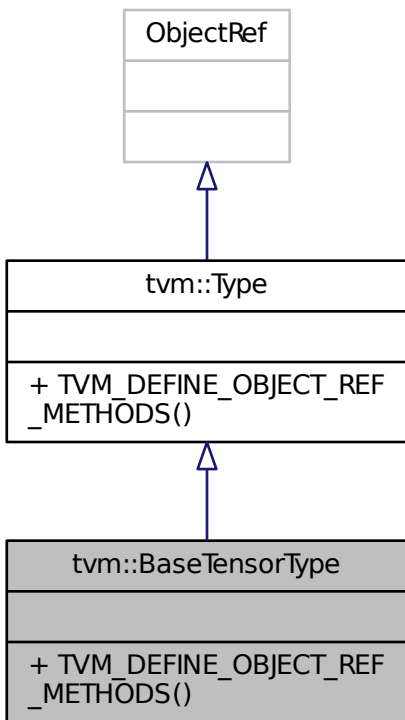 ObjectRef
tvm::Type
+ TVM_DEFINE_OBJECT_REF
_METHODS()
tvm::BaseTensorType
+ TVM_DEFINE_OBJECT_REF
_METHODS()